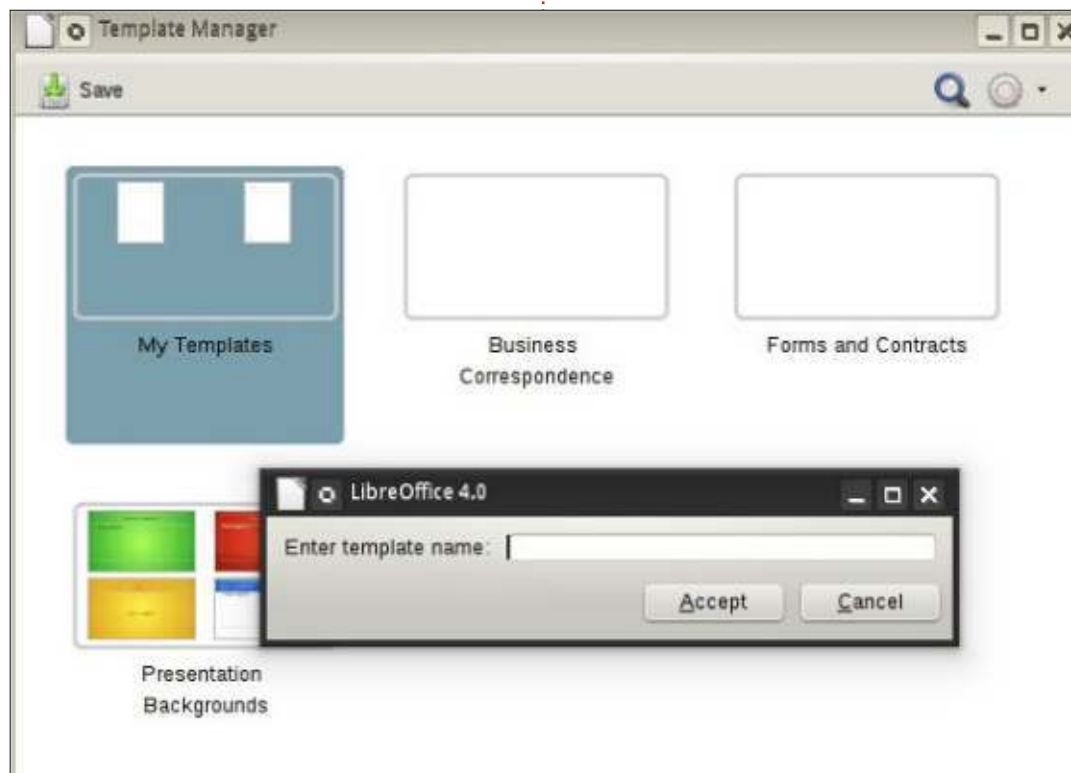 Template Manager
Save
My Templates
Business
Correspondence
Forms and Contracts
LibreOffice 4.0
Enter template name:
Accept
Cancel
Presentation
Backgrounds